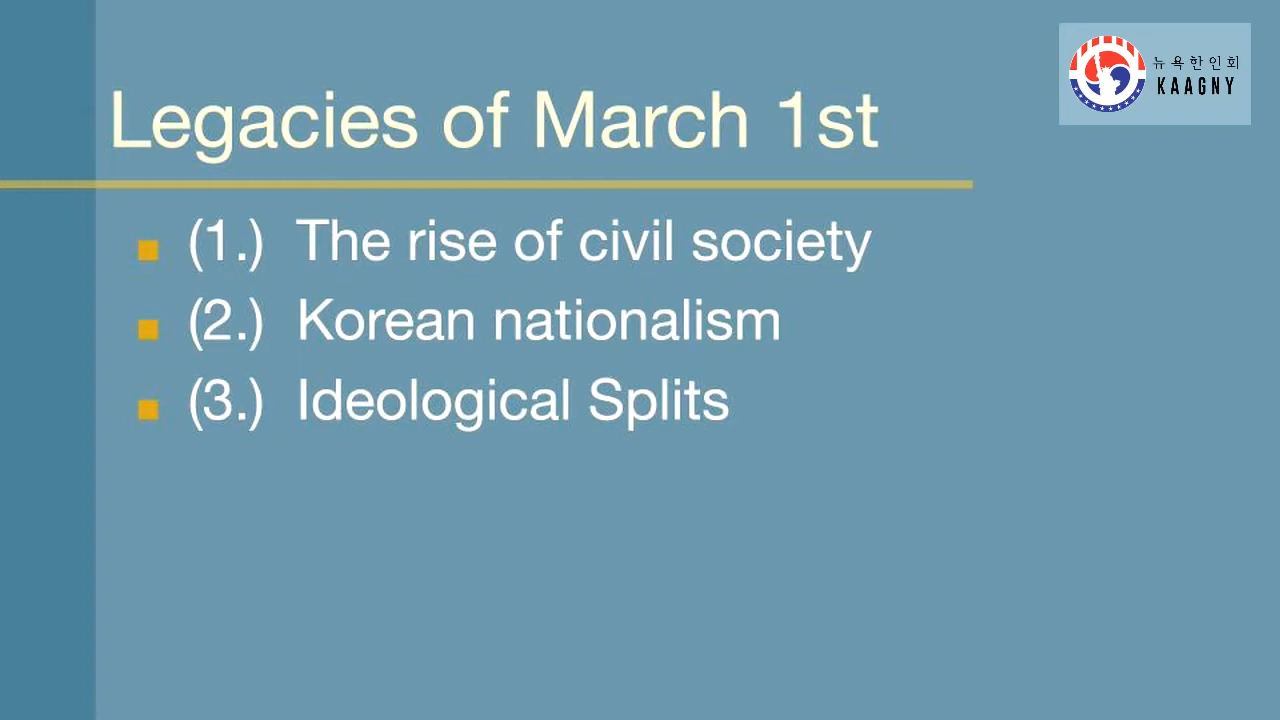 Legacies of March 1st
뉴욕한인회
KAAGNY
(1.) The rise of civil society
(2.) Korean nationalism
(3.) Ideological Splits